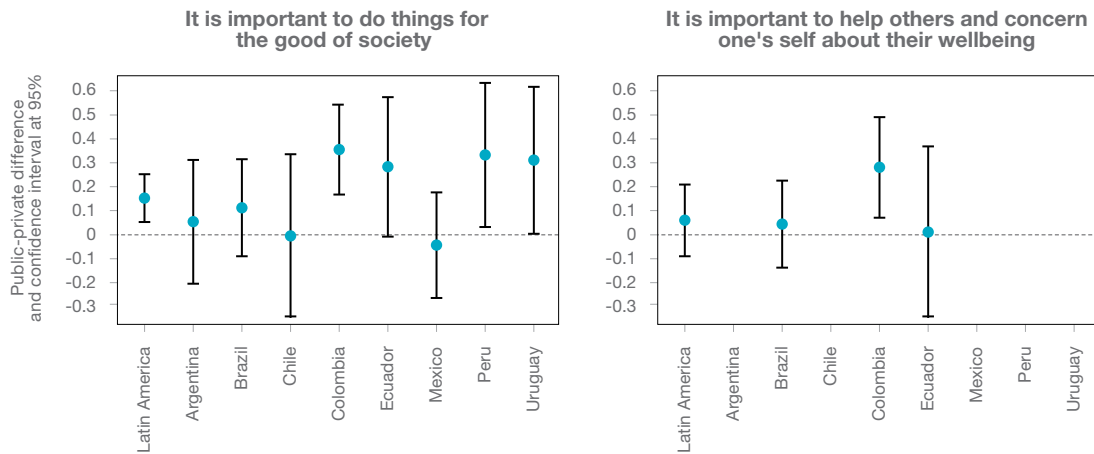 It is important to do things for
the good of society
Public-private difference
and confidence interval at 95%
0.6
0.5
0.4
0.3
0.2
0.1
0
-0.1
-0.2
-0.3
Latin America
Argentina
Brazil
Chile
Colombia
Ecuador
Mexico
Peru
Uruguay
It is important to help others and concern
one's self about their wellbeing
0.6
0.5
0.4
0.3
0.2
0.1
0
-0.1
-0.2
-0.3
Latin America
Argentina
Brazil
Chile
Colombia
Ecuador
Mexico
Peru
Uruguay